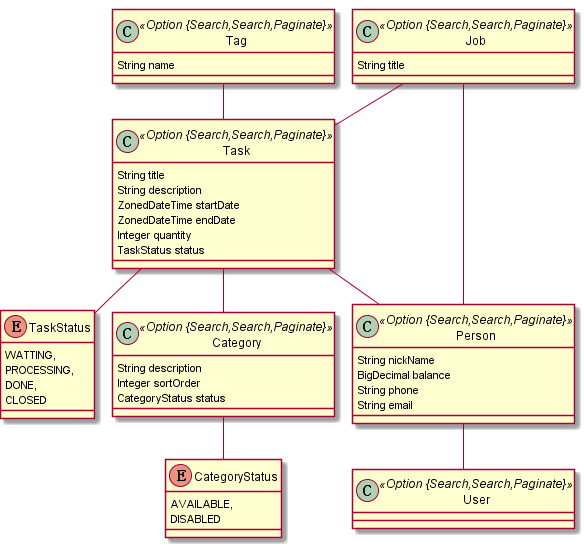 C «Option {Search,Search,Paginate}»
Tag
String name
C «Option {Search,Search,Paginate}»
Job
String title
C «Option {Search,Search,Paginate}»
Task
String title
String description
ZonedDateTime startDate
ZonedDateTime endDate
Integer quantity
TaskStatus status
E TaskStatus
WATTING,
PROCESSING,
DONE,
CLOSED
C «Option {Search,Search,Paginate}»
Category
String description
Integer sortOrder
CategoryStatus status
C «Option {Search,Search,Paginate}»
Person
String nickName
BigDecimal balance
String phone
String email
E CategoryStatus
AVAILABLE,
DISABLED
C «Option {Search,Search,Paginate}»
User